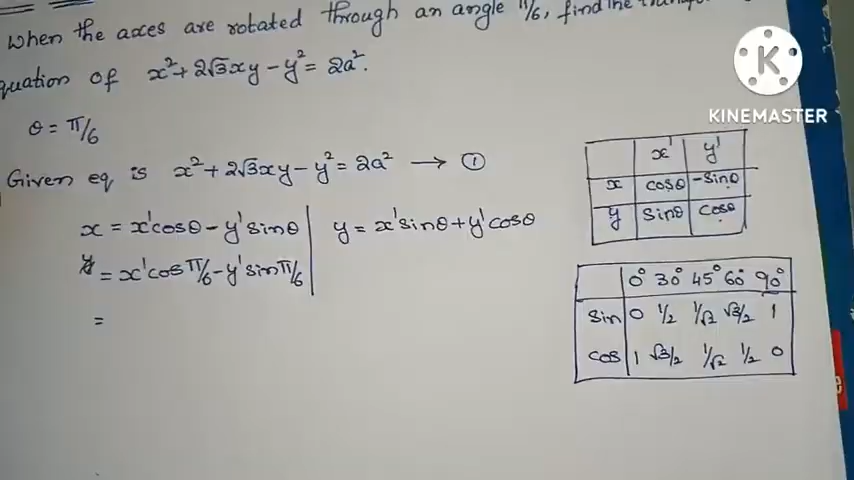 when the axes are rotated through an angle π/6, find the
equation of x²+2√3xy-y²=2a².
θ = π/6
Given eq is x²+2√3xy-y²=2a² → ①
x = x'cosθ-y'sinθ | y = x'sinθ+y'cosθ
= x'cos π/6-y'sin π/6
=
x' y'
x cosθ -sinθ
y sinθ cosθ
0° 30° 45° 60° 90°
sin 0 1/2 1/√2 √3/2 1
cos 1 √3/2 1/√2 1/2 0
K
KINEMASTER